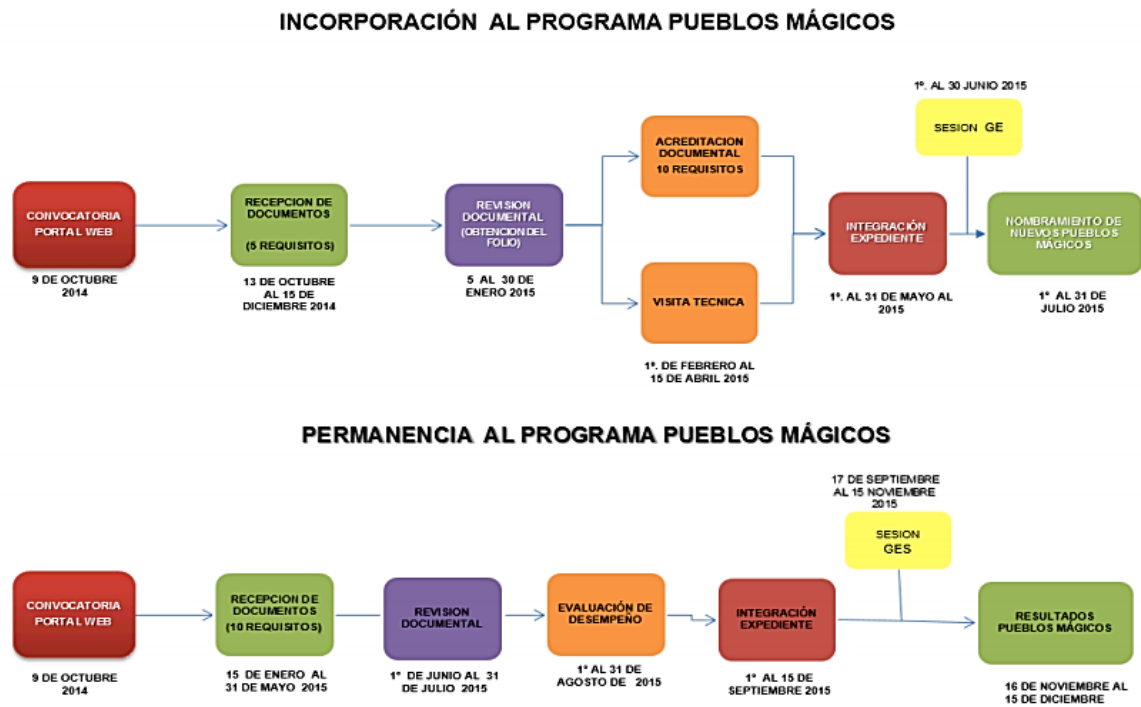 INCORPORACIÓN AL PROGRAMA PUEBLOS MÁGICOS
1º. AL 30 JUNIO 2015
SESION GE
ACREDITACION
DOCUMENTAL
10 REQUISITOS
CONVOCATORIA
PORTAL WEB
RECEPCION DE
DOCUMENTOS
(5 REQUISITOS)
REVISION
DOCUMENTAL
(OBTENCION DEL
FOLIO)
INTEGRACIÓN
EXPEDIENTE
NOMBRAMIENTO DE
NUEVOS PUEBLOS
MÁGICOS
9 DE OCTUBRE
2014
13 DE OCTUBRE
AL 15 DE
DICIEMBRE 2014
5 AL 30 DE
ENERO 2015
VISITA TECNICA
1º. AL 31 DE MAYO AL
2015
1º AL 31 DE
JULIO 2015
1º. DE FEBRERO AL
15 DE ABRIL 2015
PERMANENCIA AL PROGRAMA PUEBLOS MÁGICOS
17 DE SEPTIEMBRE
AL 15 NOVIEMBRE
2015
SESION
GES
CONVOCATORIA
PORTAL WEB
RECEPCION DE
DOCUMENTOS
(10 REQUISITOS)
REVISION
DOCUMENTAL
EVALUACIÓN DE
DESEMPEÑO
INTEGRACIÓN
EXPEDIENTE
RESULTADOS
PUEBLOS MÁGICOS
9 DE OCTUBRE
2014
15 DE ENERO AL
31 DE MAYO 2015
1º DE JUNIO AL 31
DE JULIO 2015
1º AL 31 DE
AGOSTO DE 2015
1º AL 15 DE
SEPTIEMBRE 2015
16 DE NOVIEMBRE AL
15 DE DICIEMBRE